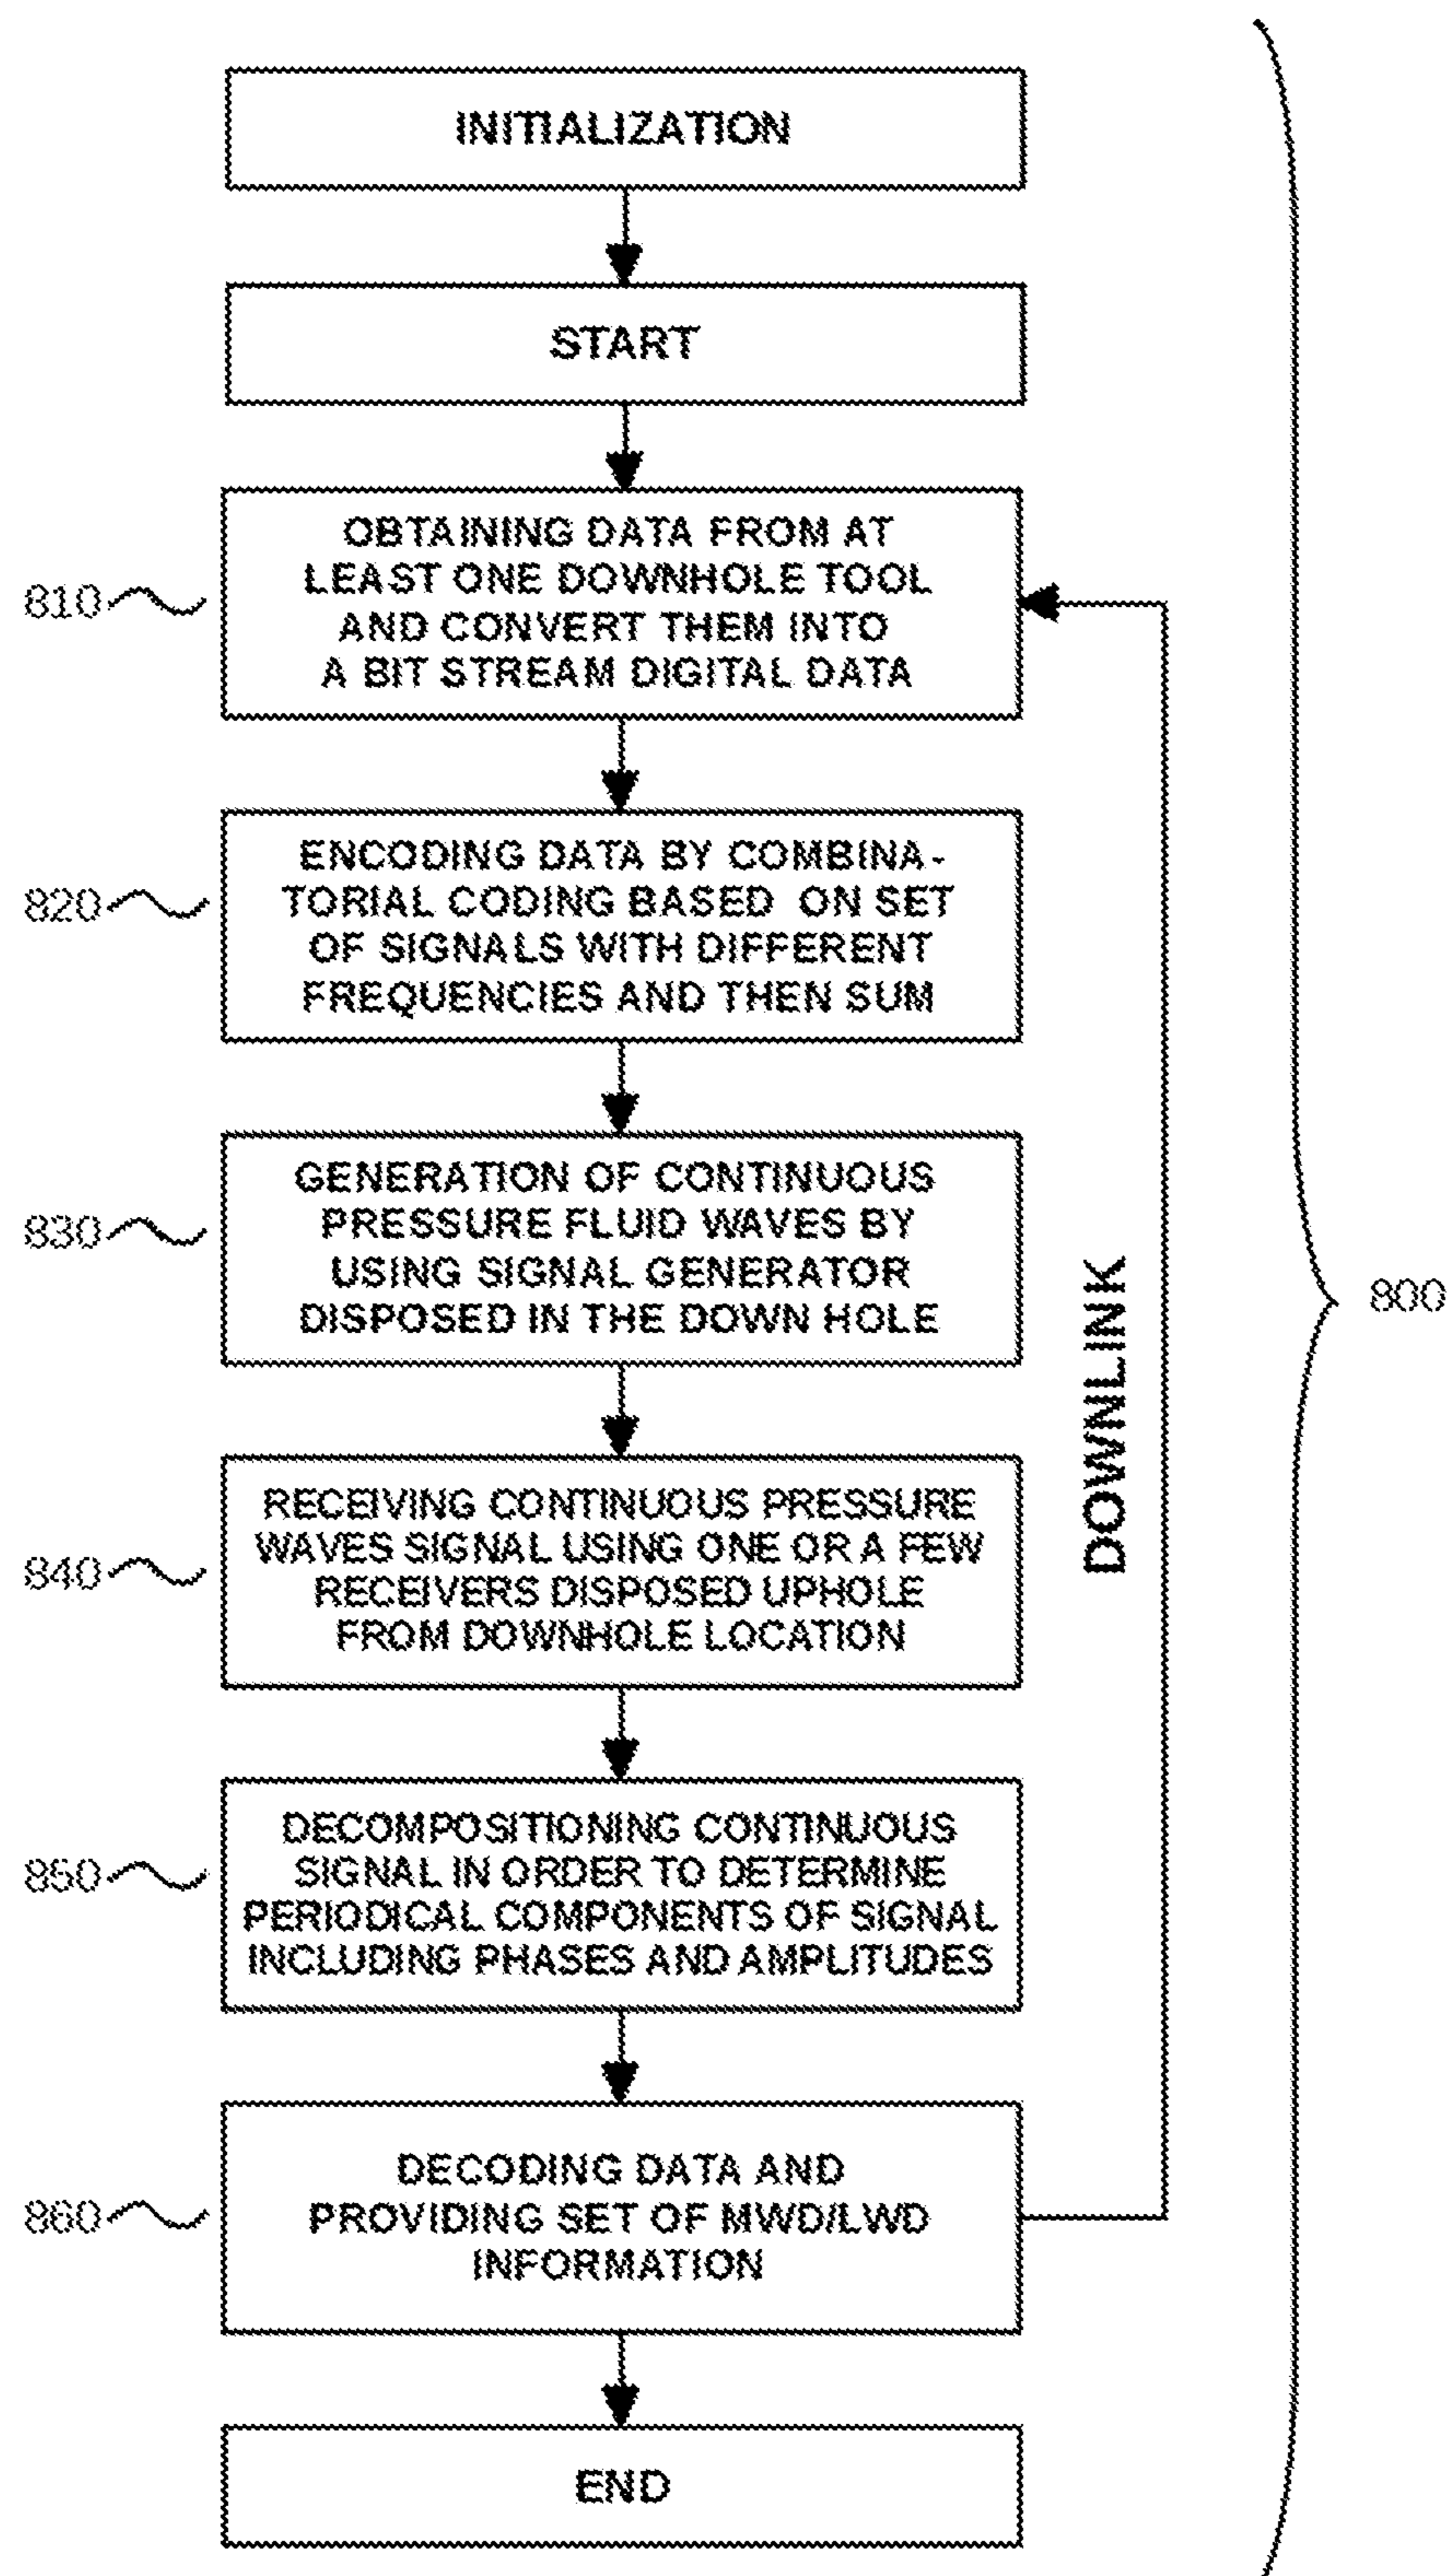 INITIALIZATION
START
810
OBTAINING DATA FROM AT
LEAST ONE DOWNHOLE TOOL
AND CONVERT THEM INTO
A BIT STREAM DIGITAL DATA
820
ENCODING DATA BY COMBINA-
TORIAL CODING BASED ON SET
OF SIGNALS WITH DIFFERENT
FREQUENCIES AND THEN SUM
830
GENERATION OF CONTINUOUS
PRESSURE FLUID WAVES BY
USING SIGNAL GENERATOR
DISPOSED IN THE DOWN HOLE
840
RECEIVING CONTINUOUS PRESSURE
WAVES SIGNAL USING ONE OR A FEW
RECEIVERS DISPOSED UPHOLE
FROM DOWNHOLE LOCATION
850
DECOMPOSITIONING CONTINUOUS
SIGNAL IN ORDER TO DETERMINE
PERIODICAL COMPONENTS OF SIGNAL
INCLUDING PHASES AND AMPLITUDES
860
DECODING DATA AND
PROVIDING SET OF MWD/LWD
INFORMATION
END
DOWNLINK
800